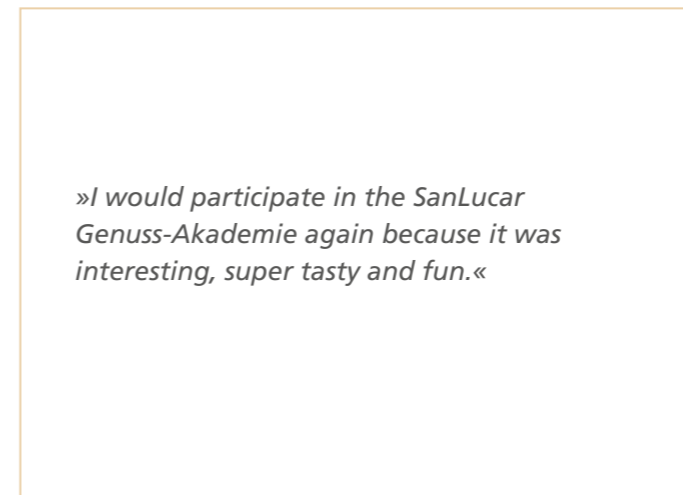 »I would participate in the SanLucar
Genuss-Akademie again because it was
interesting, super tasty and fun.«